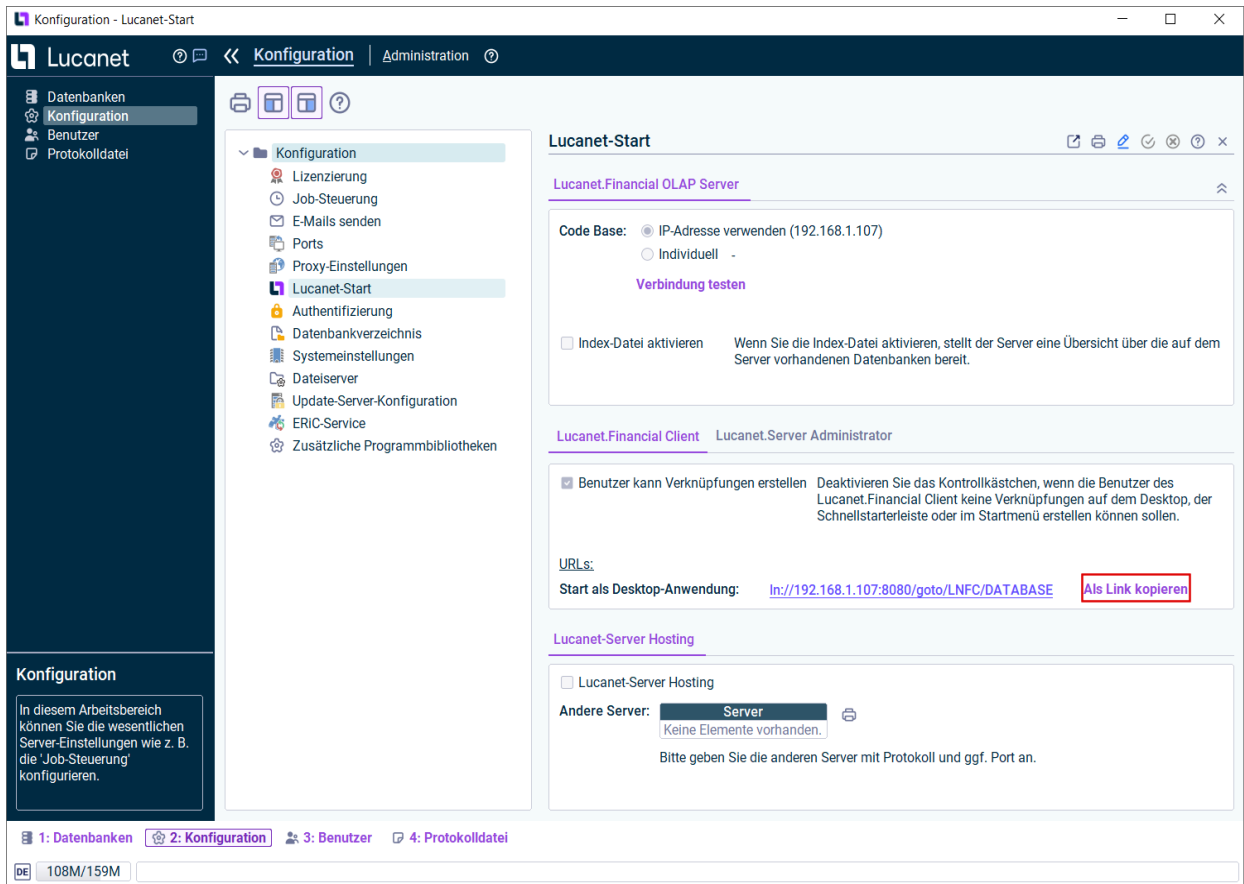 Konfiguration - Lucanet-Start
Lucanet
Konfiguration
Administration
Datenbanken
Konfiguration
Benutzer
Protokolldatei
Konfiguration
Lizenzierung
Job-Steuerung
E-Mails senden
Ports
Proxy-Einstellungen
Lucanet-Start
Authentifizierung
Datenbankverzeichnis
Systemeinstellungen
Dateiserver
Update-Server-Konfiguration
ERiC-Service
Zusätzliche Programmbibliotheken
Lucanet-Start
Lucanet.Financial OLAP Server
Code Base: IP-Adresse verwenden (192.168.1.107)
Individuell -
Verbindung testen
Index-Datei aktivieren
Wenn Sie die Index-Datei aktivieren, stellt der Server eine Übersicht über die auf dem
Server vorhandenen Datenbanken bereit.
Lucanet.Financial Client Lucanet.Server Administrator
Benutzer kann Verknüpfungen erstellen
Deaktivieren Sie das Kontrollkästchen, wenn die Benutzer des
Lucanet.Financial Client keine Verknüpfungen auf dem Desktop, der
Schnellstarterleiste oder im Startmenü erstellen können sollen.
URLs:
Start als Desktop-Anwendung: ln://192.168.1.107:8080/goto/LNFC/DATABASE Als Link kopieren
Lucanet-Server Hosting
Lucanet-Server Hosting
Andere Server: Server
Keine Elemente vorhanden.
Bitte geben Sie die anderen Server mit Protokoll und ggf. Port an.
Konfiguration
In diesem Arbeitsbereich
können Sie die wesentlichen
Server-Einstellungen wie z. B.
die 'Job-Steuerung'
konfigurieren.
1: Datenbanken 2: Konfiguration 3: Benutzer 4: Protokolldatei
DE 108M/159M